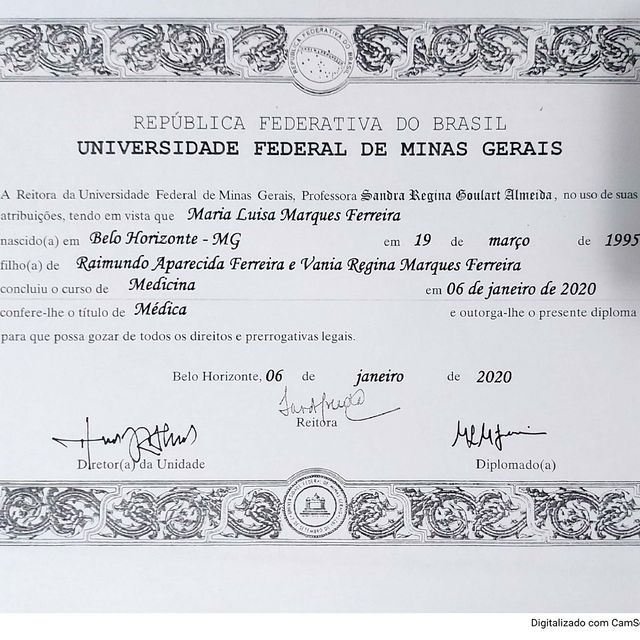 REPÚBLICA FEDERATIVA DO BRASIL
UNIVERSIDADE FEDERAL DE MINAS GERAIS
A Reitora da Universidade Federal de Minas Gerais, Professora Sandra Regina Goulart Almeida, no uso de suas
atribuições, tendo em vista que Maria Luisa Marques Ferreira
nascido(a) em Belo Horizonte - MG em 19 de março de 1995
filho(a) de Raimundo Aparecida Ferreira e Vania Regina Marques Ferreira
concluiu o curso de Medicina em 06 de janeiro de 2020
confere-lhe o título de Médica e outorga-lhe o presente diploma
para que possa gozar de todos os direitos e prerrogativas legais.
Belo Horizonte, 06 de janeiro de 2020
Reitora
Diretor(a) da Unidade Diplomado(a)
Digitalizado com CamS